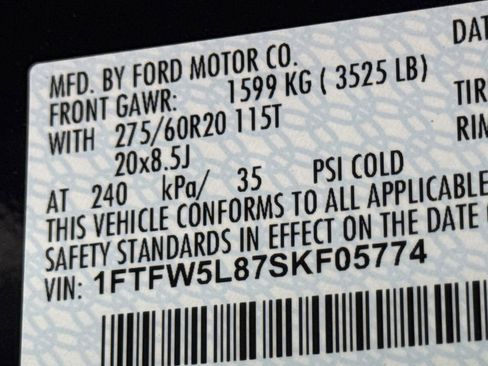 MFD. BY FORD MOTOR CO.
DAT
FRONT GAWR: 1599 KG ( 3525 LB)
TIR
WITH 275/60R20 115T
RIM
20x8.5J
AT 240 kPa/ 35 PSI COLD
THIS VEHICLE CONFORMS TO ALL APPLICABLE
SAFETY STANDARDS IN EFFECT ON THE DATE
VIN: 1FTFW5L87SKF05774